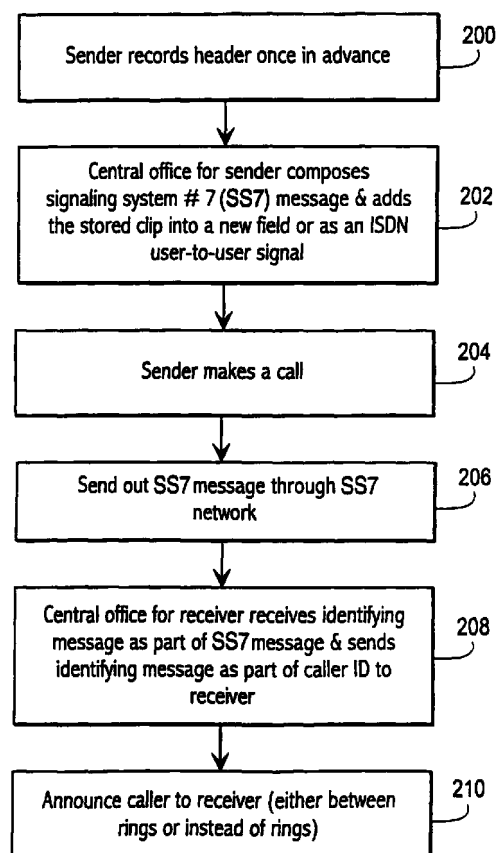 Sender records header once in advance
200
Central office for sender composes
signaling system # 7 (SS7) message & adds
the stored clip into a new field or as an ISDN
user-to-user signal
202
Sender makes a call
204
Send out SS7 message through SS7
network
206
Central office for receiver receives identifying
message as part of SS7 message & sends
identifying message as part of caller ID to
receiver
208
Announce caller to receiver (either between
rings or instead of rings)
210